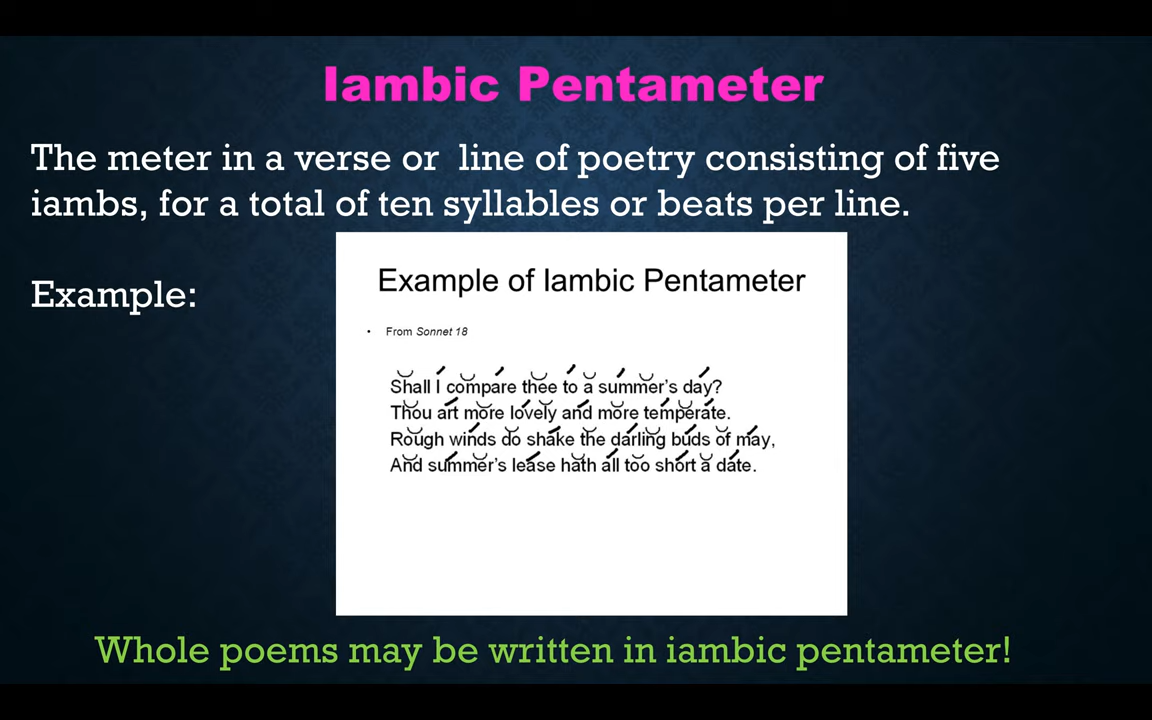 Iambic Pentameter
The meter in a verse or line of poetry consisting of five
iambs, for a total of ten syllables or beats per line.
Example:
Example of Iambic Pentameter
• From Sonnet 18
Shall I compare thee to a summer's day?
Thou art more lovely and more temperate.
Rough winds do shake the darling buds of may,
And summer's lease hath all too short a date.
Whole poems may be written in iambic pentameter!